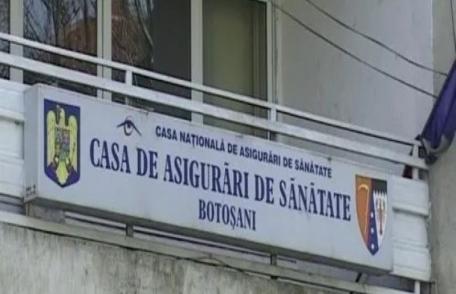 CASA NAȚIONALĂ DE ASIGURĂRI DE SĂNĂTATE
CASA DE ASIGURĂRI DE SĂNĂTATE
BOTOȘANI